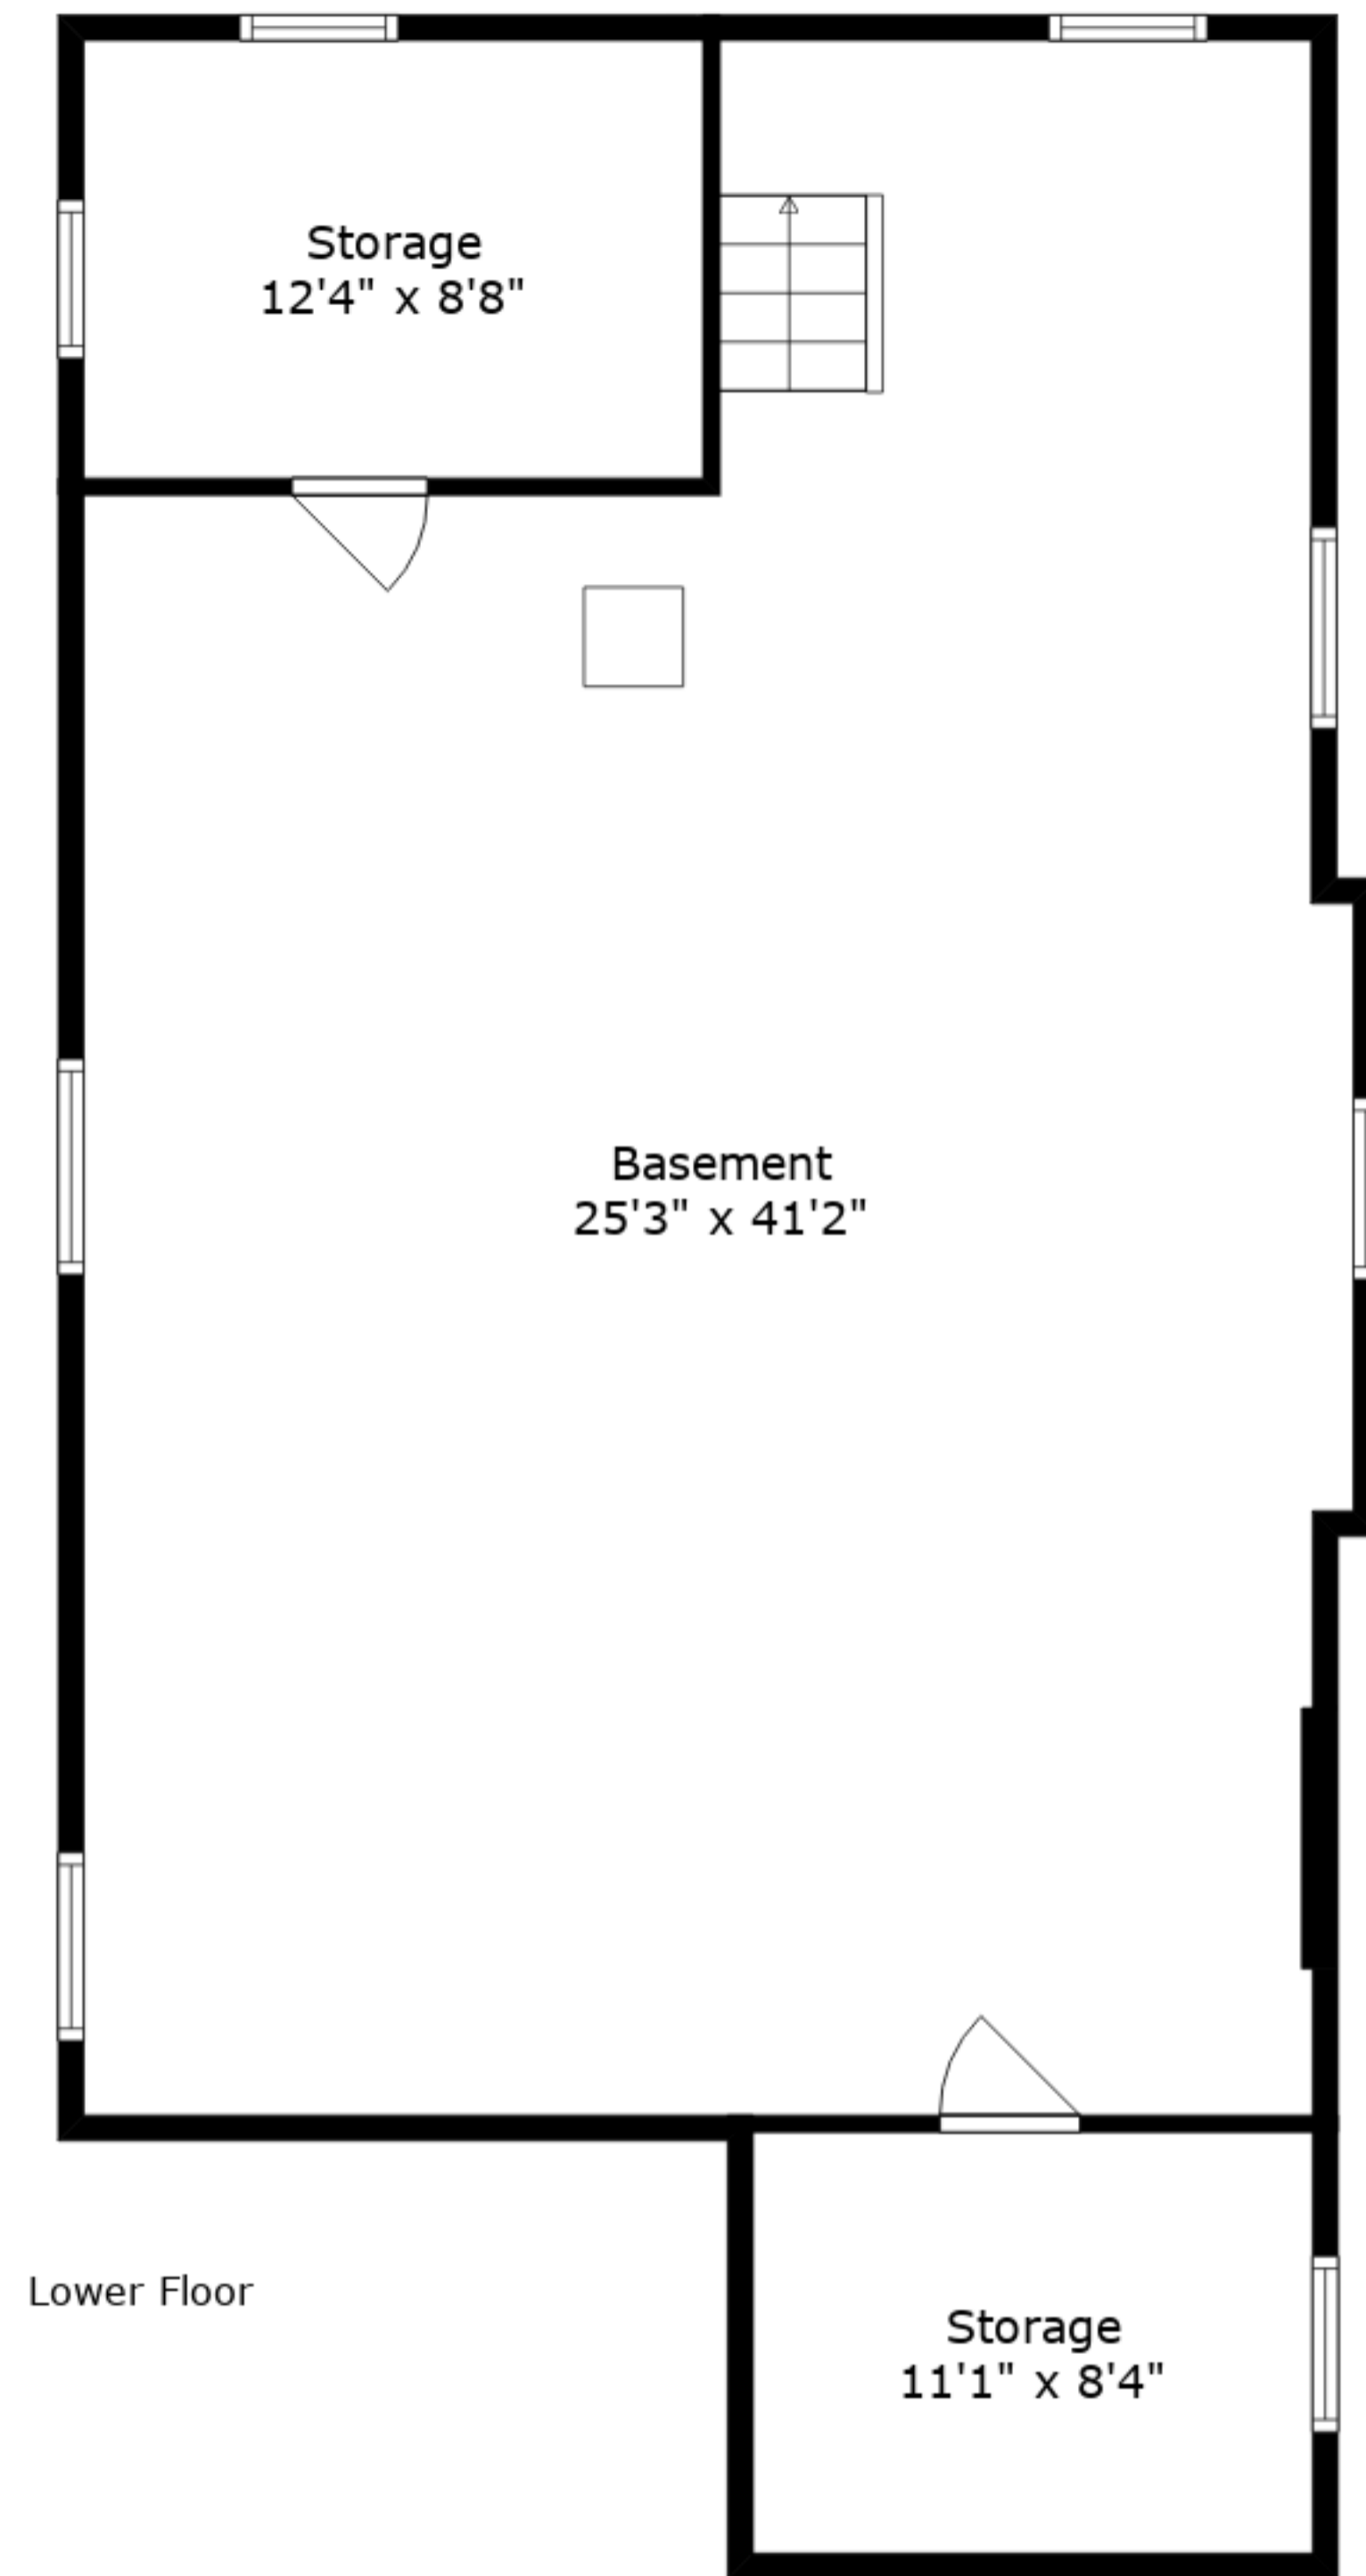 Storage
12'4" x 8'8"
Basement
25'3" x 41'2"
Lower Floor
Storage
11'1" x 8'4"